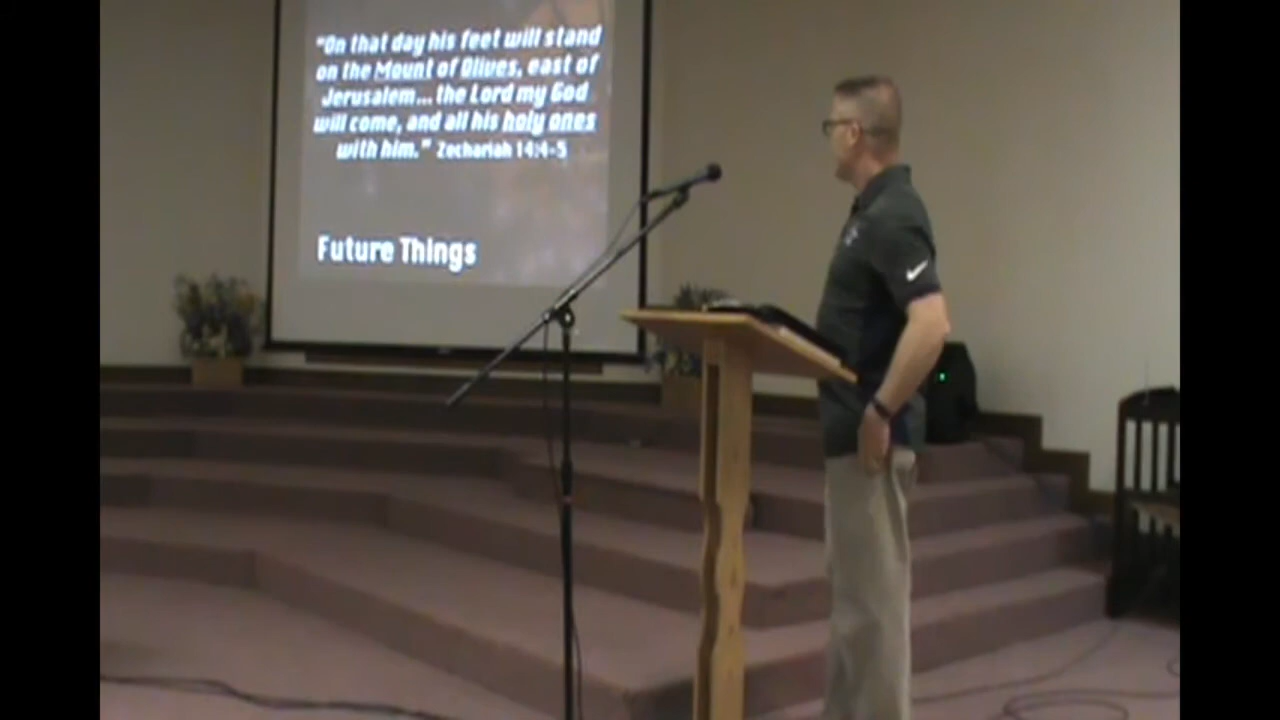 "On that day his feet will stand
on the Mount of Olives, east of
Jerusalem... the Lord my God
will come, and all his holy ones
with him." Zechariah 14:4-5
Future Things